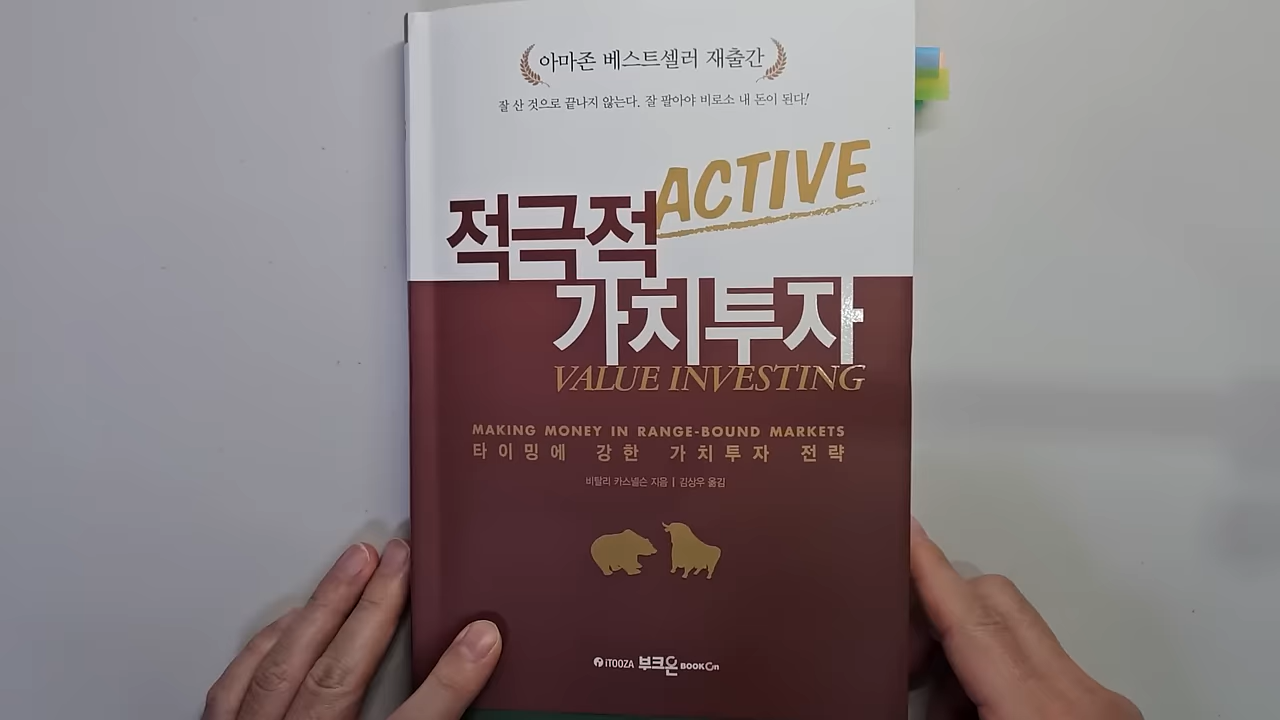 아마존 베스트셀러 재출간
잘 산 것으로 끝나지 않는다. 잘 팔아야 비로소 내 돈이 된다!
ACTIVE
적극적
가치투자
VALUE INVESTING
MAKING MONEY IN RANGE-BOUND MARKETS
타이밍에 강한 가치투자 전략
비탈리 카스넬슨 지음 | 김상우 옮김
iTOOZA 부크온 BOOKOn